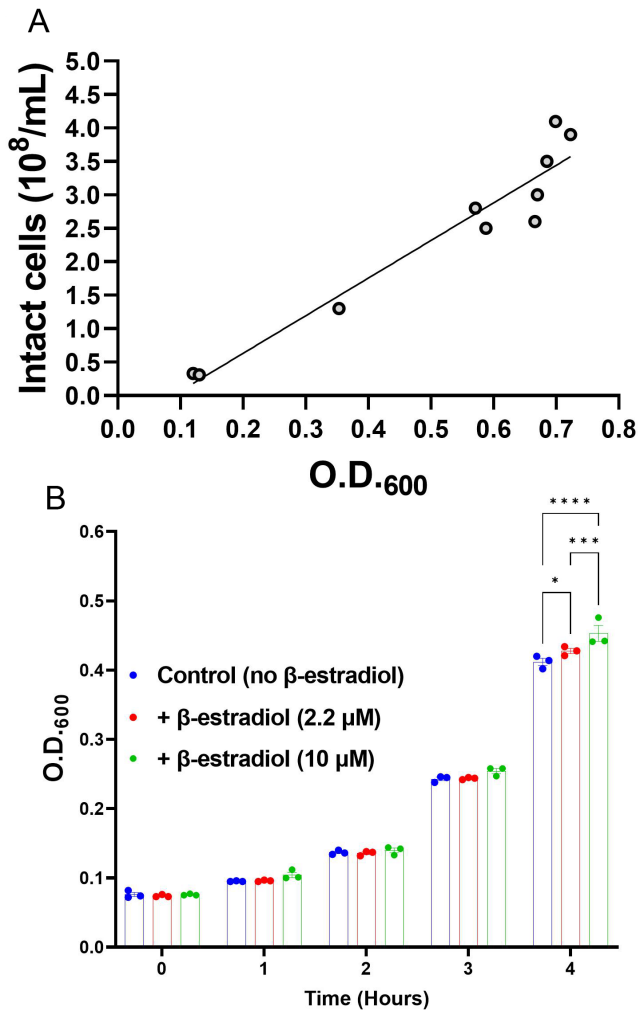 A
Intact cells (10⁸/mL)
5.0
4.5
4.0
3.5
3.0
2.5
2.0
1.5
1.0
0.5
0.0
0.0 0.1 0.2 0.3 0.4 0.5 0.6 0.7 0.8
O.D.₆₀₀
B
O.D.₆₀₀
0.6
0.5
0.4
0.3
0.2
0.1
0.0
* * * *
* * *
*
Control (no β-estradiol)
+ β-estradiol (2.2 µM)
+ β-estradiol (10 µM)
0 1 2 3 4
Time (Hours)